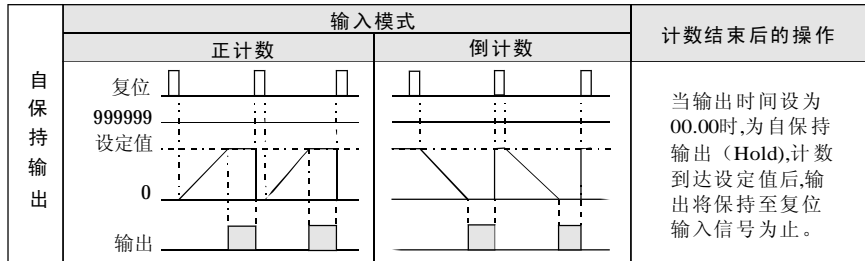 输入模式
正计数
倒计数
计数结束后的操作
自保持输出
复位
999999
设定值
0
输出
当输出时间设为
00.00时,为自保持
输出（Hold),计数
到达设定值后,输
出将保持至复位
输入信号为止。